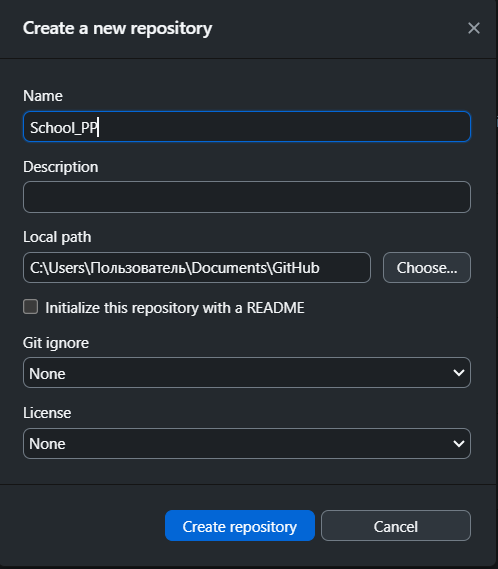 Create a new repository
Name
School_PP
Description
Local path
C:\Users\Пользователь\Documents\GitHub
Choose...
Initialize this repository with a README
Git ignore
None
License
None
Create repository
Cancel